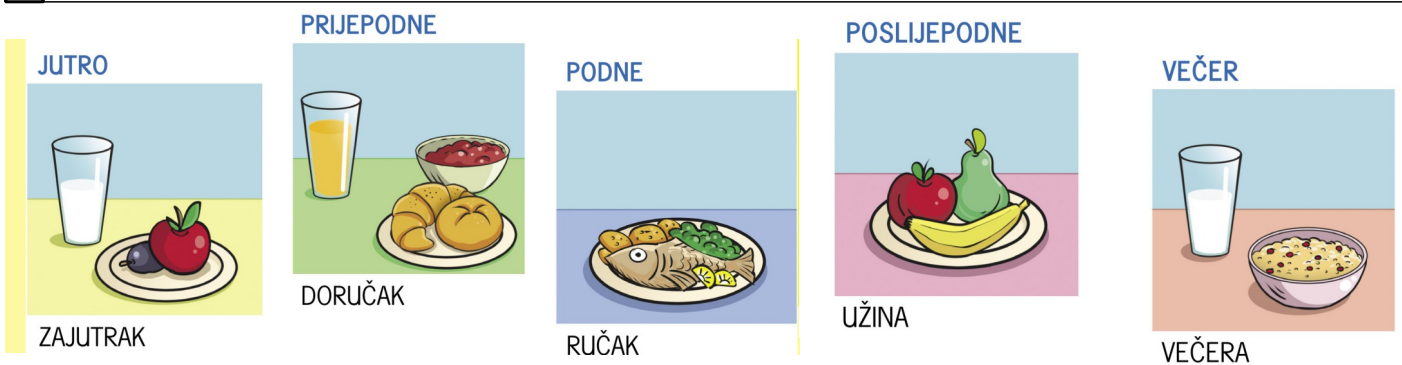 JUTRO
ZAJUTRAK
PRIJEPODNE
DORUČAK
PODNE
RUČAK
POSLIJEPODNE
UŽINA
VEČER
VEČERA